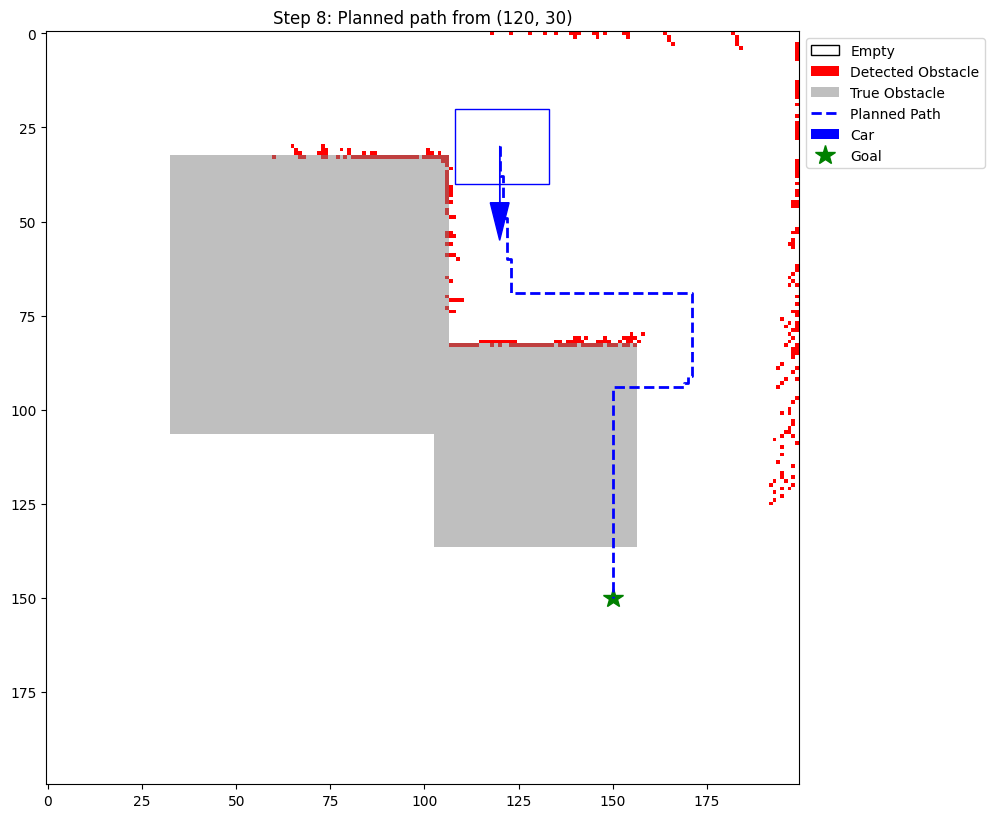 Step 8: Planned path from (120, 30)
Empty
Detected Obstacle
True Obstacle
Planned Path
Car
Goal
0
25
50
75
100
125
150
175
0 25 50 75 100 125 150 175